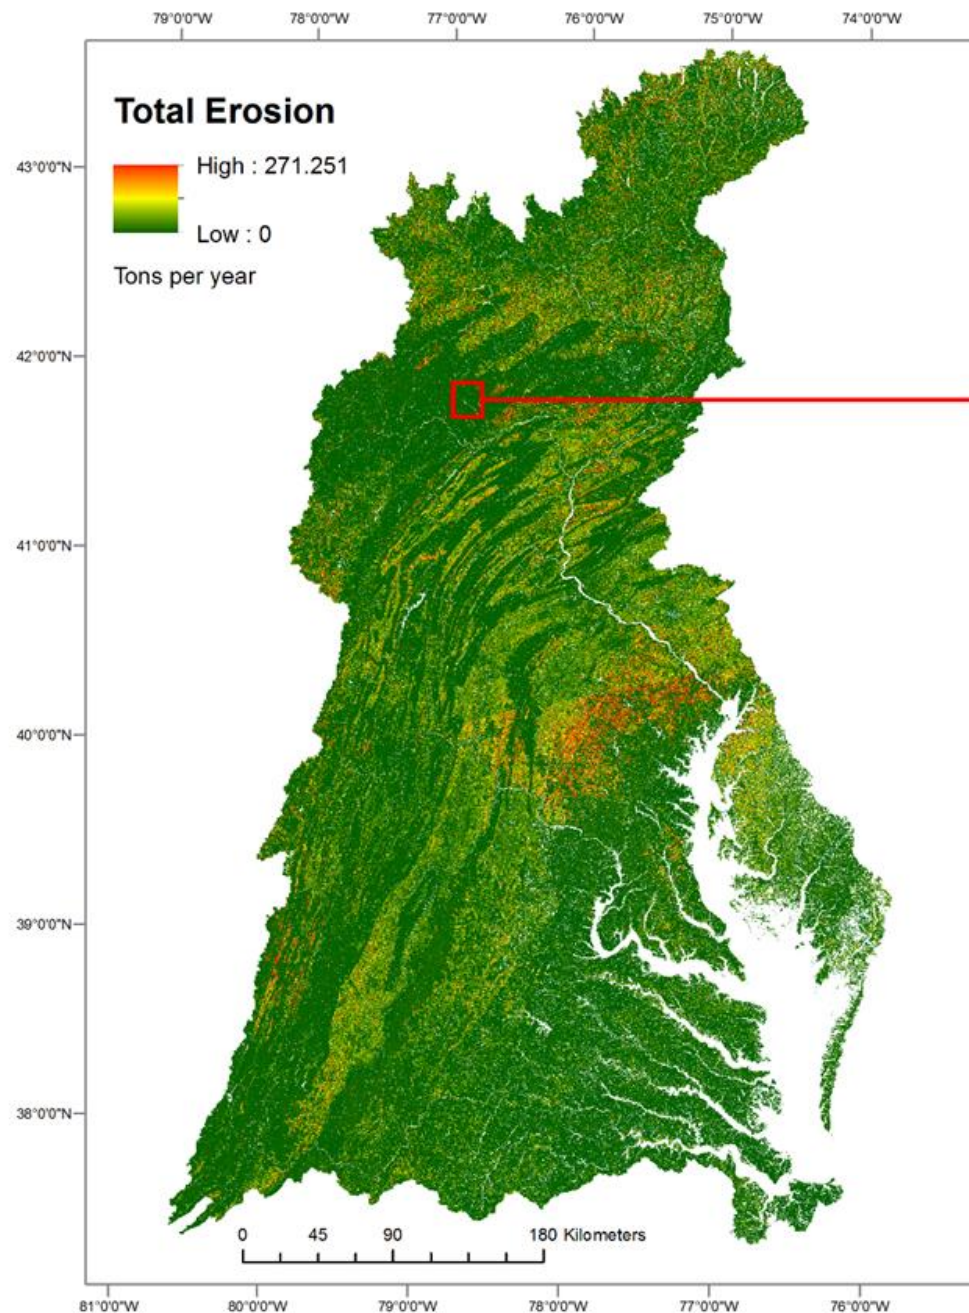 79°0'0"W 78°0'0"W 77°0'0"W 76°0'0"W 75°0'0"W 74°0'0"W
Total Erosion
High : 271.251
43°0'0"N
Low : 0
Tons per year
42°0'0"N
41°0'0"N
40°0'0"N
39°0'0"N
38°0'0"N
0 45 90 180 Kilometers
81°0'0"W 80°0'0"W 79°0'0"W 78°0'0"W 77°0'0"W 76°0'0"W